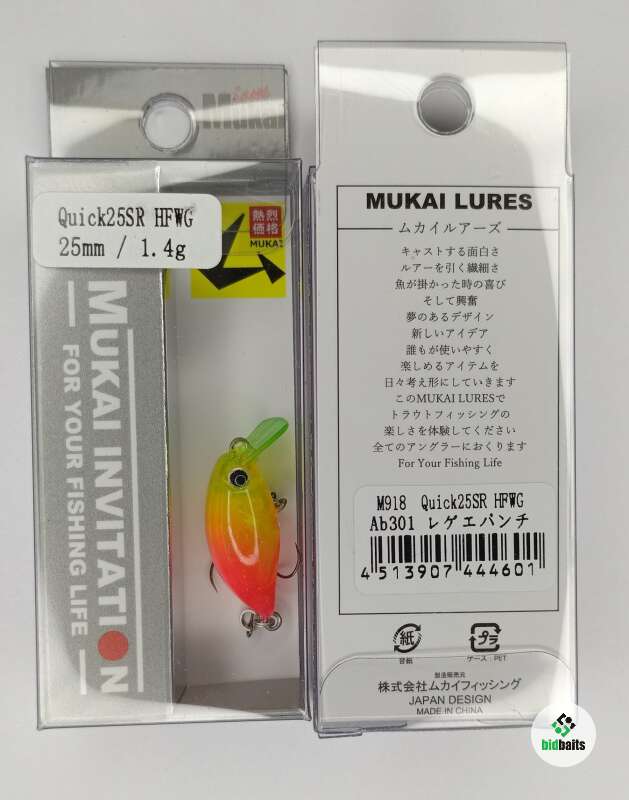 izm
Mukai
Quick25SR HFWG
25mm / 1.4g
熱烈
価格
MUKAI
MUKAI INVITATION
FOR YOUR FISHING LIFE
MUKAI LURES
ムカイルアーズ
キャストする面白さ
ルアーを引く繊細さ
魚が掛かった時の喜び
そして興奮
夢のあるデザイン
新しいアイデア
誰もが使いやすく
楽しめるアイテムを
日々考え形にしていきます
このMUKAI LURESで
トラウトフィッシングの
楽しさを体験してください
全てのアングラーにおくります
For Your Fishing Life
M918 Quick25SR HFWG
Ab301 レゲエパンチ
4 513907 444601
紙
台紙
プラ
ケース : PET
製造販売元
株式会社ムカイフィッシング
JAPAN DESIGN
MADE IN CHINA
bidbaits